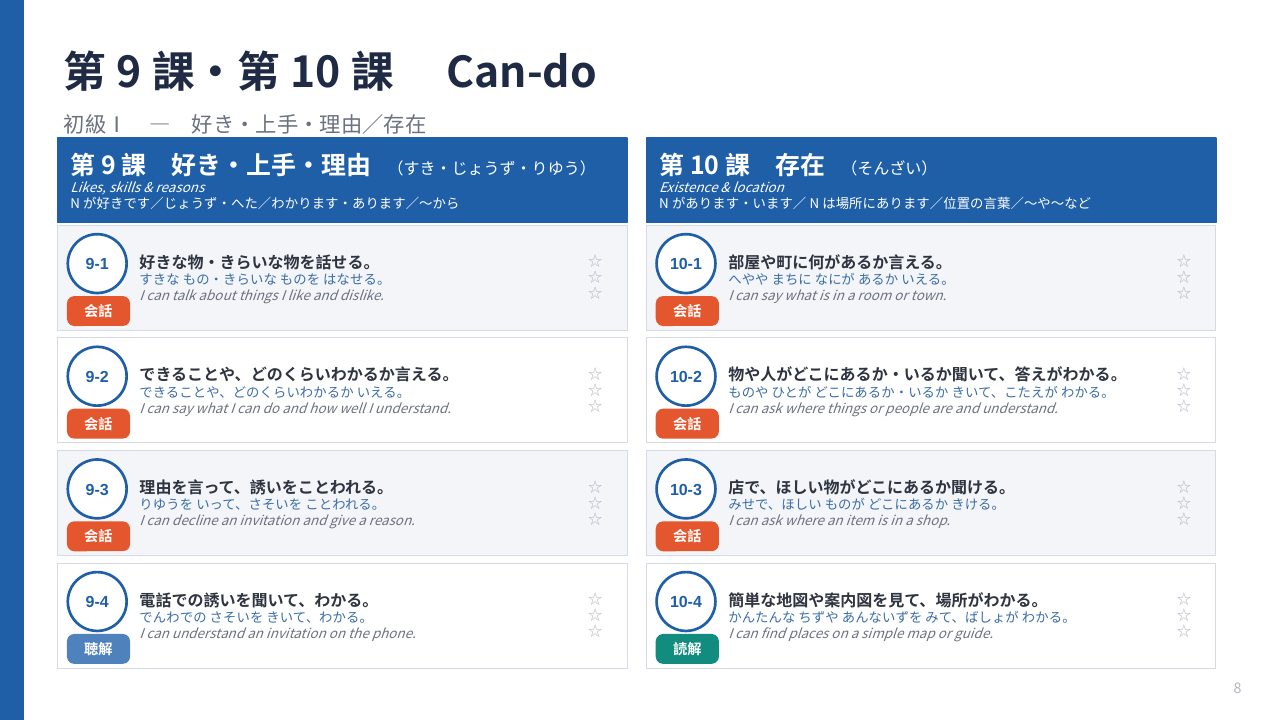 第 9 課・第 10 課　Can-do
初級Ⅰ　―　好き・上手・理由／存在
第 9 課　好き・上手・理由　（すき・じょうず・りゆう）
Likes, skills & reasons
N が好きです／じょうず・へた／わかります・あります／～から
9-1
会話
好きな物・きらいな物を話せる。
すきな もの・きらいな ものを はなせる。
I can talk about things I like and dislike.
☆
☆
☆
9-2
会話
できることや、どのくらいわかるか言える。
できることや、どのくらいわかるか いえる。
I can say what I can do and how well I understand.
☆
☆
☆
9-3
会話
理由を言って、誘いをことわれる。
りゆうを いって、さそいを ことわれる。
I can decline an invitation and give a reason.
☆
☆
☆
9-4
聴解
電話での誘いを聞いて、わかる。
でんわでの さそいを きいて、わかる。
I can understand an invitation on the phone.
☆
☆
☆
第 10 課　存在　（そんざい）
Existence & location
N があります・います／ N は場所にあります／位置の言葉／～や～など
10-1
会話
部屋や町に何があるか言える。
へやや まちに なにが あるか いえる。
I can say what is in a room or town.
☆
☆
☆
10-2
会話
物や人がどこにあるか・いるか聞いて、答えがわかる。
ものや ひとが どこにあるか・いるか きいて、こたえが わかる。
I can ask where things or people are and understand.
☆
☆
☆
10-3
会話
店で、ほしい物がどこにあるか聞ける。
みせで、ほしい ものが どこにあるか きける。
I can ask where an item is in a shop.
☆
☆
☆
10-4
読解
簡単な地図や案内図を見て、場所がわかる。
かんたんな ちずや あんないずを みて、ばしょが わかる。
I can find places on a simple map or guide.
☆
☆
☆
8